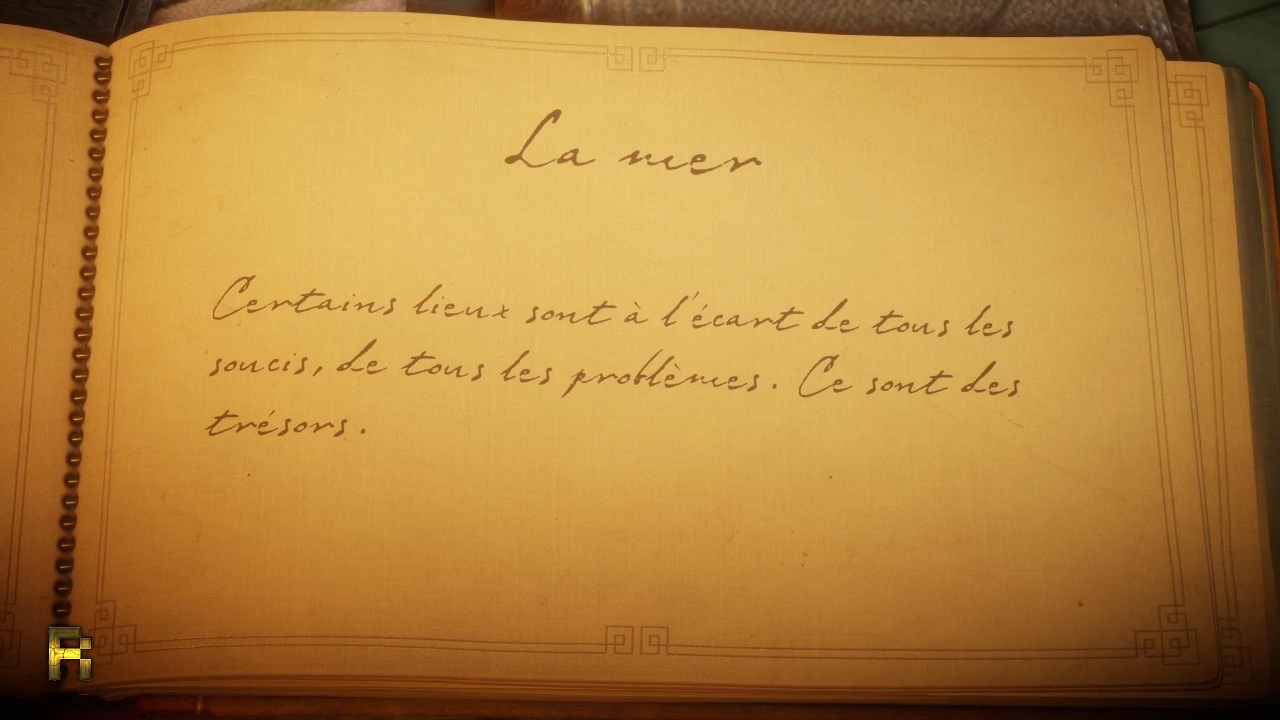 La mer
Certains lieux sont à l'écart de tous les
soucis, de tous les problèmes. Ce sont des
trésors.